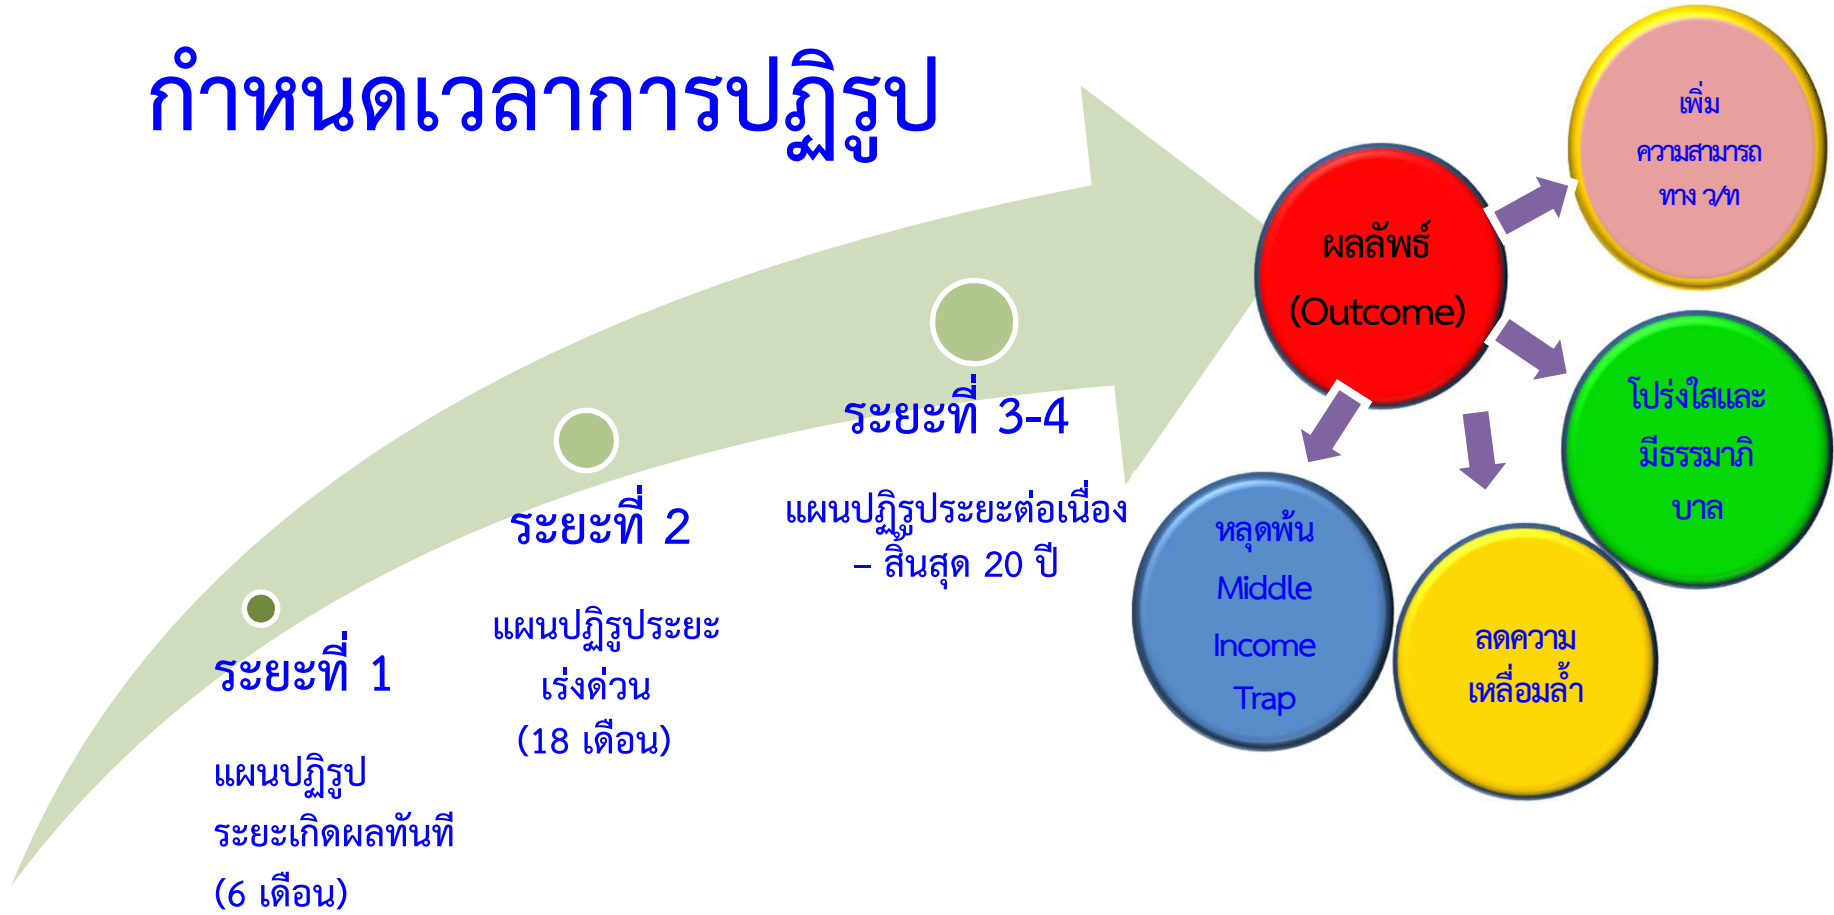 กำหนดเวลาการปฏิรูป
ระยะที่ 1
แผนปฏิรูป
ระยะเกิดผลทันที
(6 เดือน)
ระยะที่ 2
แผนปฏิรูประยะ
เร่งด่วน
(18 เดือน)
ระยะที่ 3-4
แผนปฏิรูประยะต่อเนื่อง
– สิ้นสุด 20 ปี
ผลลัพธ์
(Outcome)
เพิ่ม
ความสามารถ
ทาง ว/ท
โปร่งใสและ
มีธรรมาภิ
บาล
ลดความ
เหลื่อมล้ำ
หลุดพ้น
Middle
Income
Trap